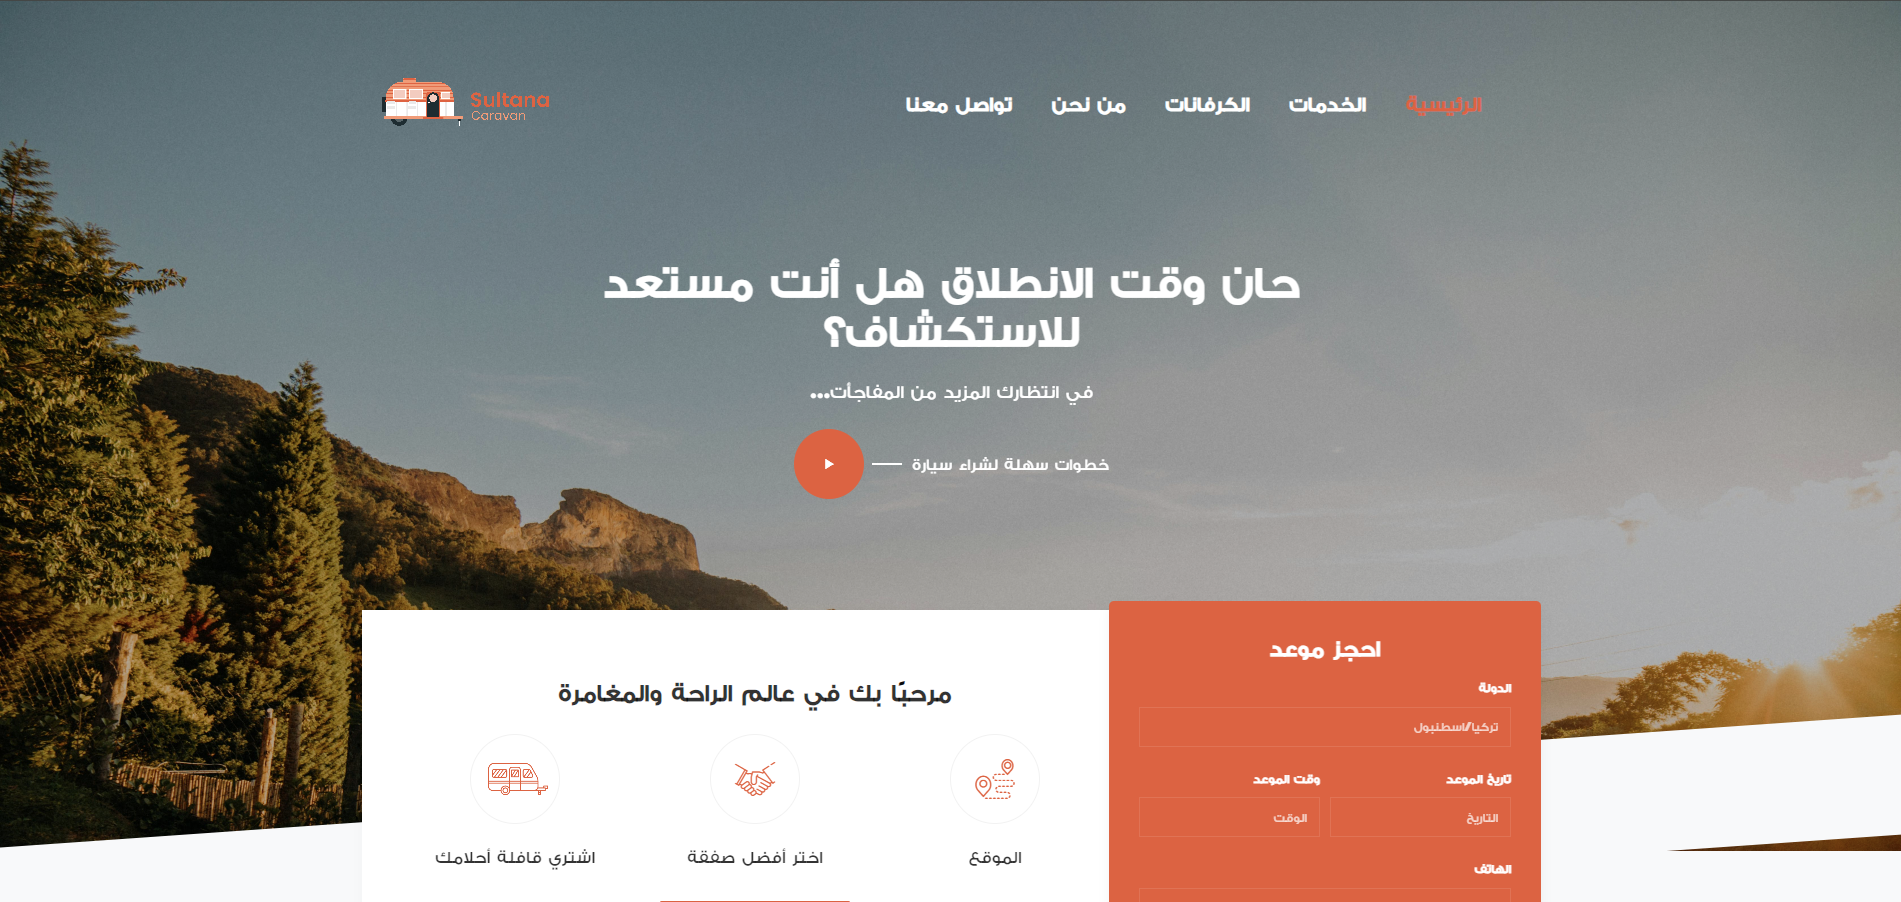 Sultana
Caravan
الرئيسية
الخدمات
الكرفانات
من نحن
تواصل معنا
حان وقت الانطلاق هل أنت مستعد
للاستكشاف؟
في انتظارك المزيد من المفاجأت...
خطوات سهلة لشراء سيارة
احجز موعد
الدولة
تركيا/اسطنبول
تاريخ الموعد
وقت الموعد
التاريخ
الوقت
الهاتف
مرحبًا بك في عالم الراحة والمغامرة
الموقع
اختر أفضل صفقة
اشتري قافلة أحلامك